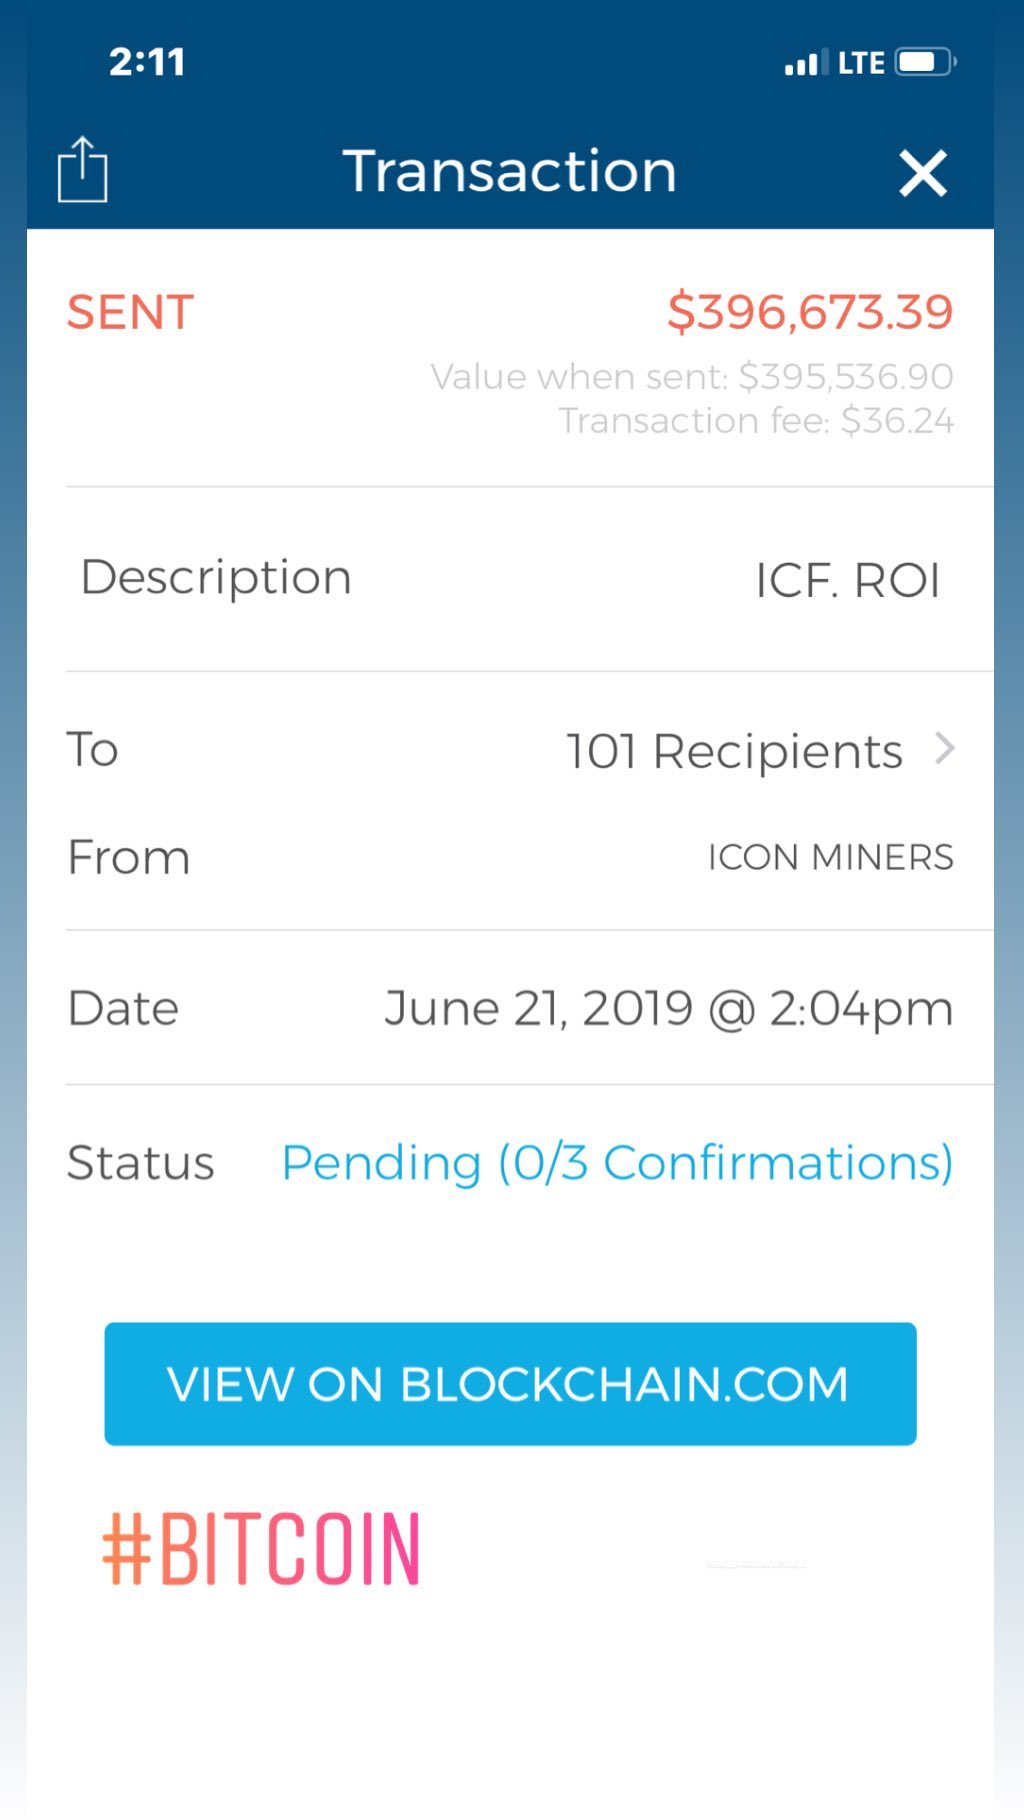 2:11 LTE
Transaction
SENT $396,673.39
Value when sent: $395,536.90
Transaction fee: $36.24
Description ICF. ROI
To 101 Recipients
From ICON MINERS
Date June 21, 2019 @ 2:04pm
Status Pending (0/3 Confirmations)
VIEW ON BLOCKCHAIN.COM
#BITCOIN